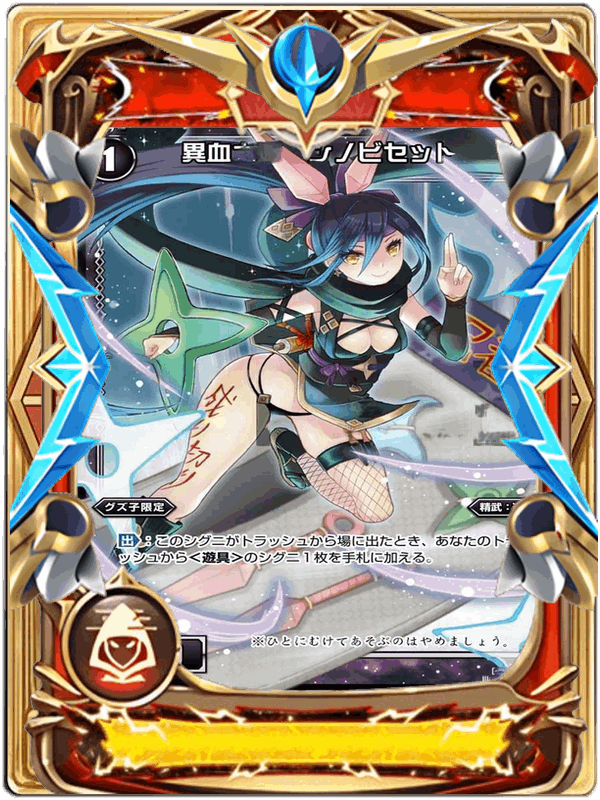 1
異血
ノビセット
グズ子限定
精武:
出:このシグニがトラッシュから場に出たとき、あなたのト
ッシュから<遊具>のシグニ1枚を手札に加える。
※ひとにむけてあそぶのはやめましょう。